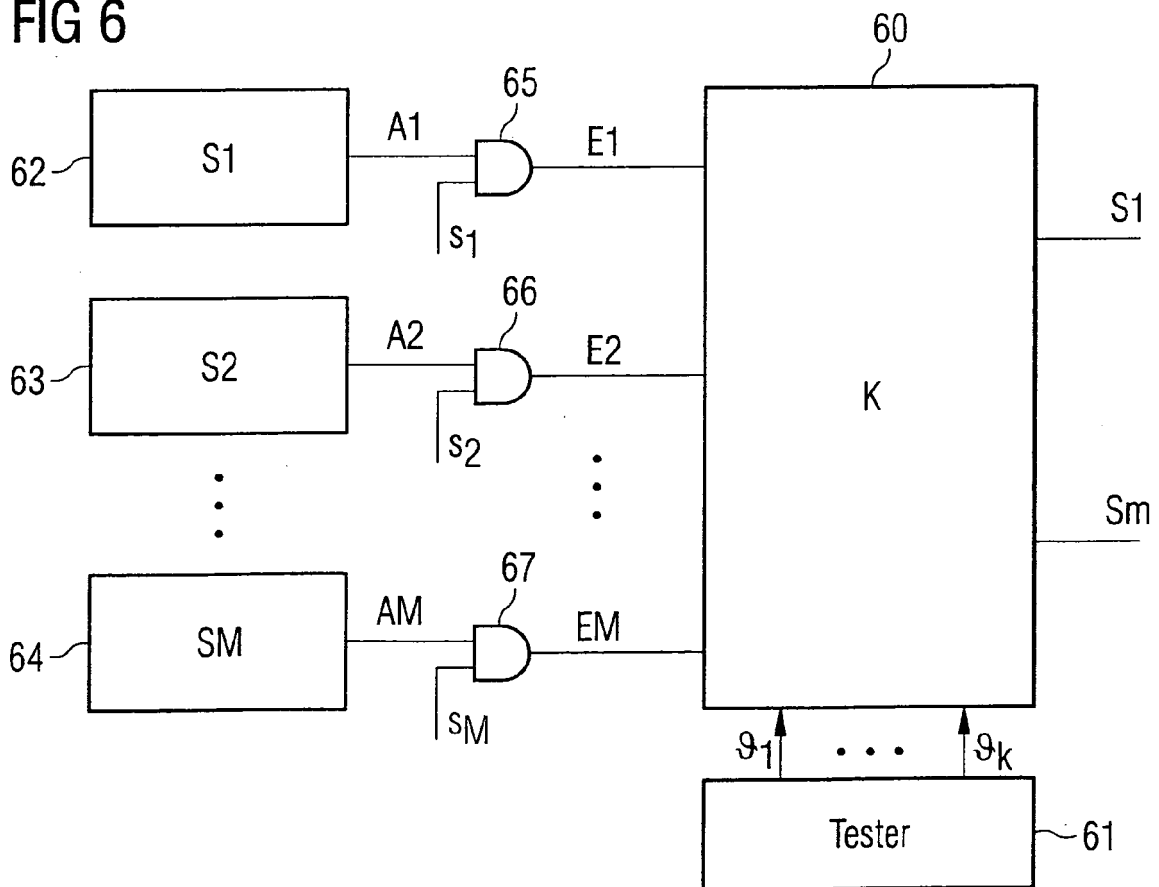 FIG 6
60
65
A1
E1
S1
62
s1
S1
66
A2
E2
S2
63
s2
K
67
AM
EM
Sm
SM
64
sM
ϑ1
ϑk
Tester
61